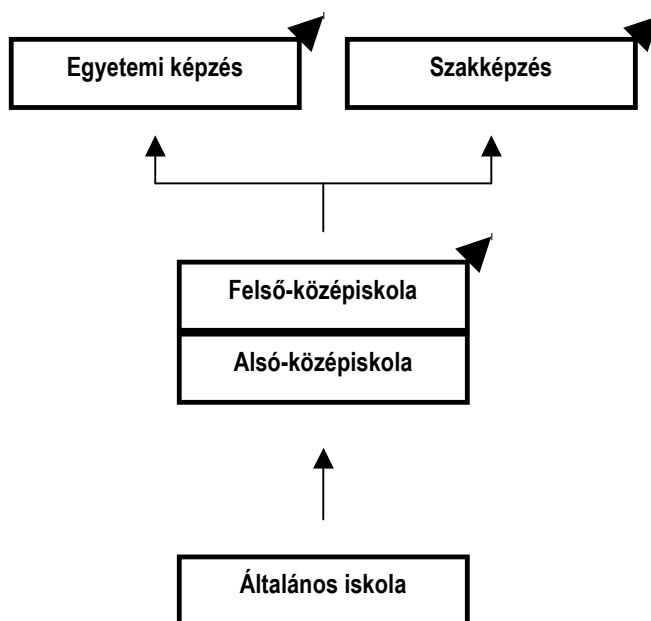 Egyetemi képzés
Szakképzés
Felső-középiskola
Alsó-középiskola
Általános iskola